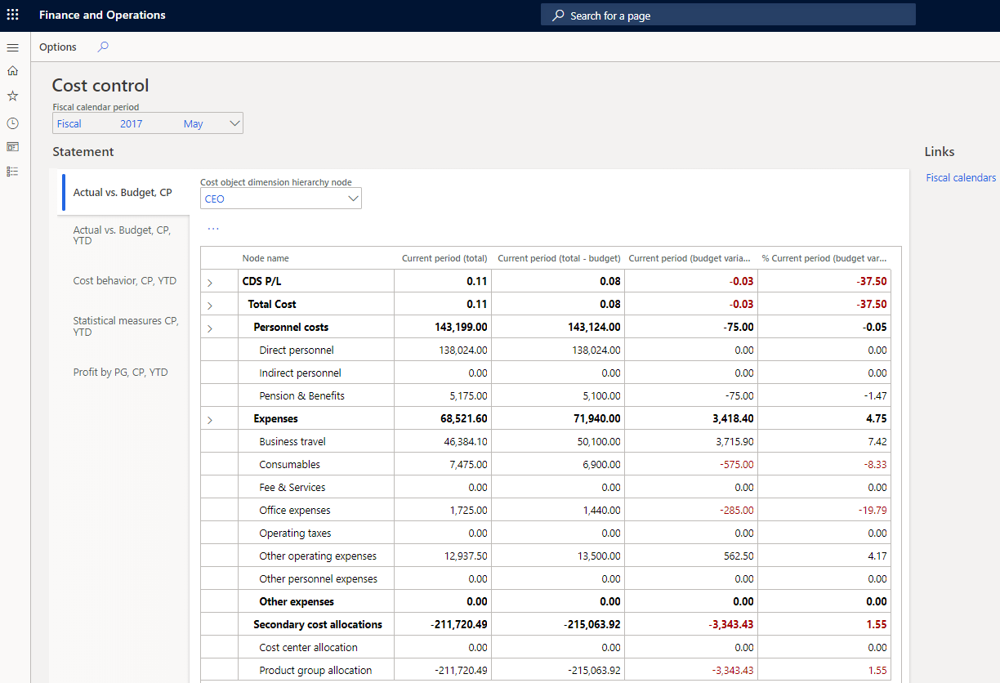 Finance and Operations
Search for a page
Options
Cost control
Fiscal calendar period
Fiscal 2017 May
Statement
Links
Fiscal calendars
Actual vs. Budget, CP
Actual vs. Budget, CP,
YTD
Cost behavior, CP, YTD
Statistical measures CP,
YTD
Profit by PG, CP, YTD
Cost object dimension hierarchy node
CEO
...
Node name Current period (total) Current period (total - budget) Current period (budget varia... % Current period (budget var...
CDS P/L 0.11 0.08 -0.03 -37.50
Total Cost 0.11 0.08 -0.03 -37.50
Personnel costs 143,199.00 143,124.00 -75.00 -0.05
Direct personnel 138,024.00 138,024.00 0.00 0.00
Indirect personnel 0.00 0.00 0.00 0.00
Pension & Benefits 5,175.00 5,100.00 -75.00 -1.47
Expenses 68,521.60 71,940.00 3,418.40 4.75
Business travel 46,384.10 50,100.00 3,715.90 7.42
Consumables 7,475.00 6,900.00 -575.00 -8.33
Fee & Services 0.00 0.00 0.00 0.00
Office expenses 1,725.00 1,440.00 -285.00 -19.79
Operating taxes 0.00 0.00 0.00 0.00
Other operating expenses 12,937.50 13,500.00 562.50 4.17
Other personnel expenses 0.00 0.00 0.00 0.00
Other expenses 0.00 0.00 0.00 0.00
Secondary cost allocations -211,720.49 -215,063.92 -3,343.43 1.55
Cost center allocation 0.00 0.00 0.00 0.00
Product group allocation -211,720.49 -215,063.92 -3,343.43 1.55